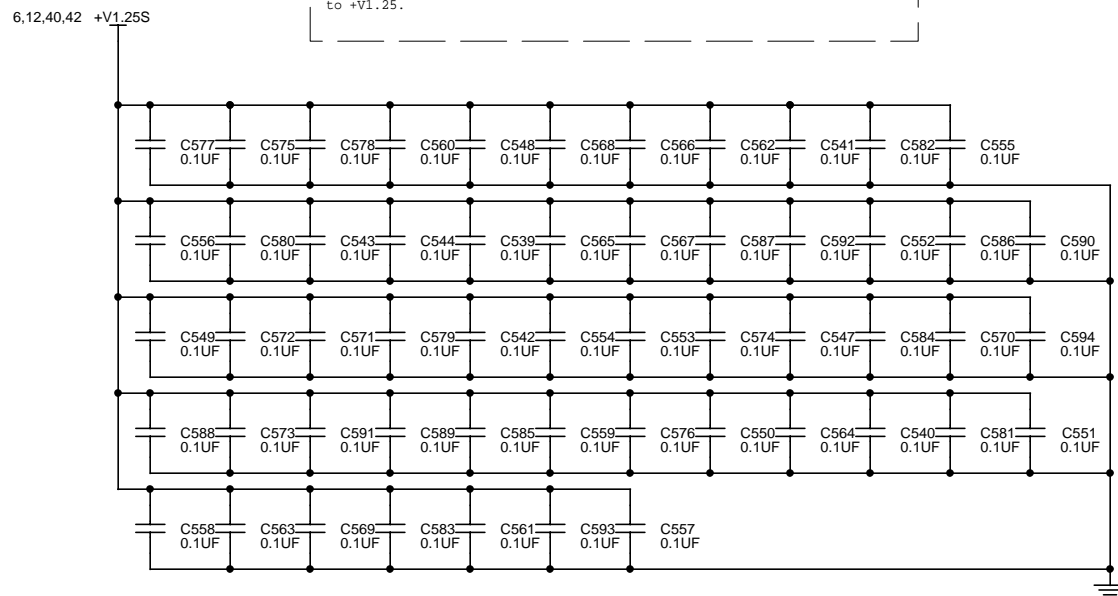 to +V1.25.
6,12,40,42 +V1.25S
C577 C575 C578 C560 C548 C568 C566 C562 C541 C582 C555
0.1UF 0.1UF 0.1UF 0.1UF 0.1UF 0.1UF 0.1UF 0.1UF 0.1UF 0.1UF 0.1UF
C556 C580 C543 C544 C539 C565 C567 C587 C592 C552 C586 C590
0.1UF 0.1UF 0.1UF 0.1UF 0.1UF 0.1UF 0.1UF 0.1UF 0.1UF 0.1UF 0.1UF 0.1UF
C549 C572 C571 C579 C542 C554 C553 C574 C547 C584 C570 C594
0.1UF 0.1UF 0.1UF 0.1UF 0.1UF 0.1UF 0.1UF 0.1UF 0.1UF 0.1UF 0.1UF 0.1UF
C588 C573 C591 C589 C585 C559 C576 C550 C564 C540 C581 C551
0.1UF 0.1UF 0.1UF 0.1UF 0.1UF 0.1UF 0.1UF 0.1UF 0.1UF 0.1UF 0.1UF 0.1UF
C558 C563 C569 C583 C561 C593 C557
0.1UF 0.1UF 0.1UF 0.1UF 0.1UF 0.1UF 0.1UF